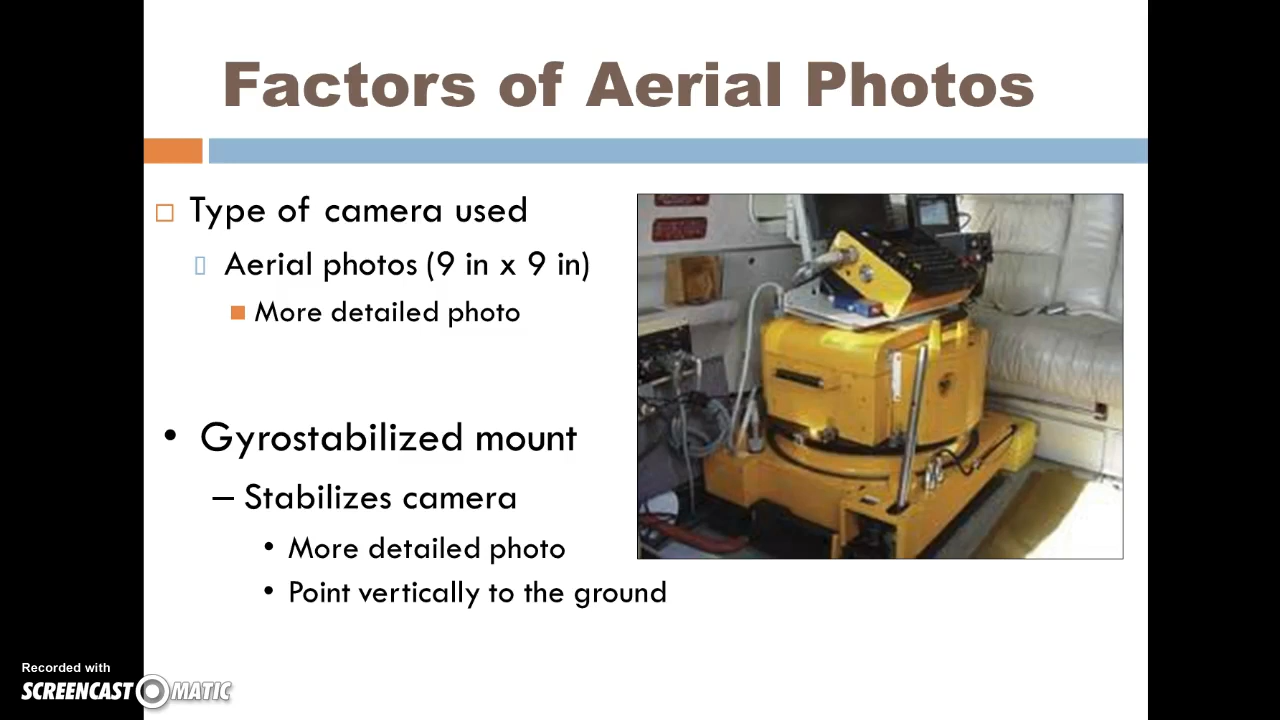 Factors of Aerial Photos
Type of camera used
Aerial photos (9 in x 9 in)
More detailed photo
• Gyrostabilized mount
– Stabilizes camera
• More detailed photo
• Point vertically to the ground
Recorded with
SCREENCAST MATIC